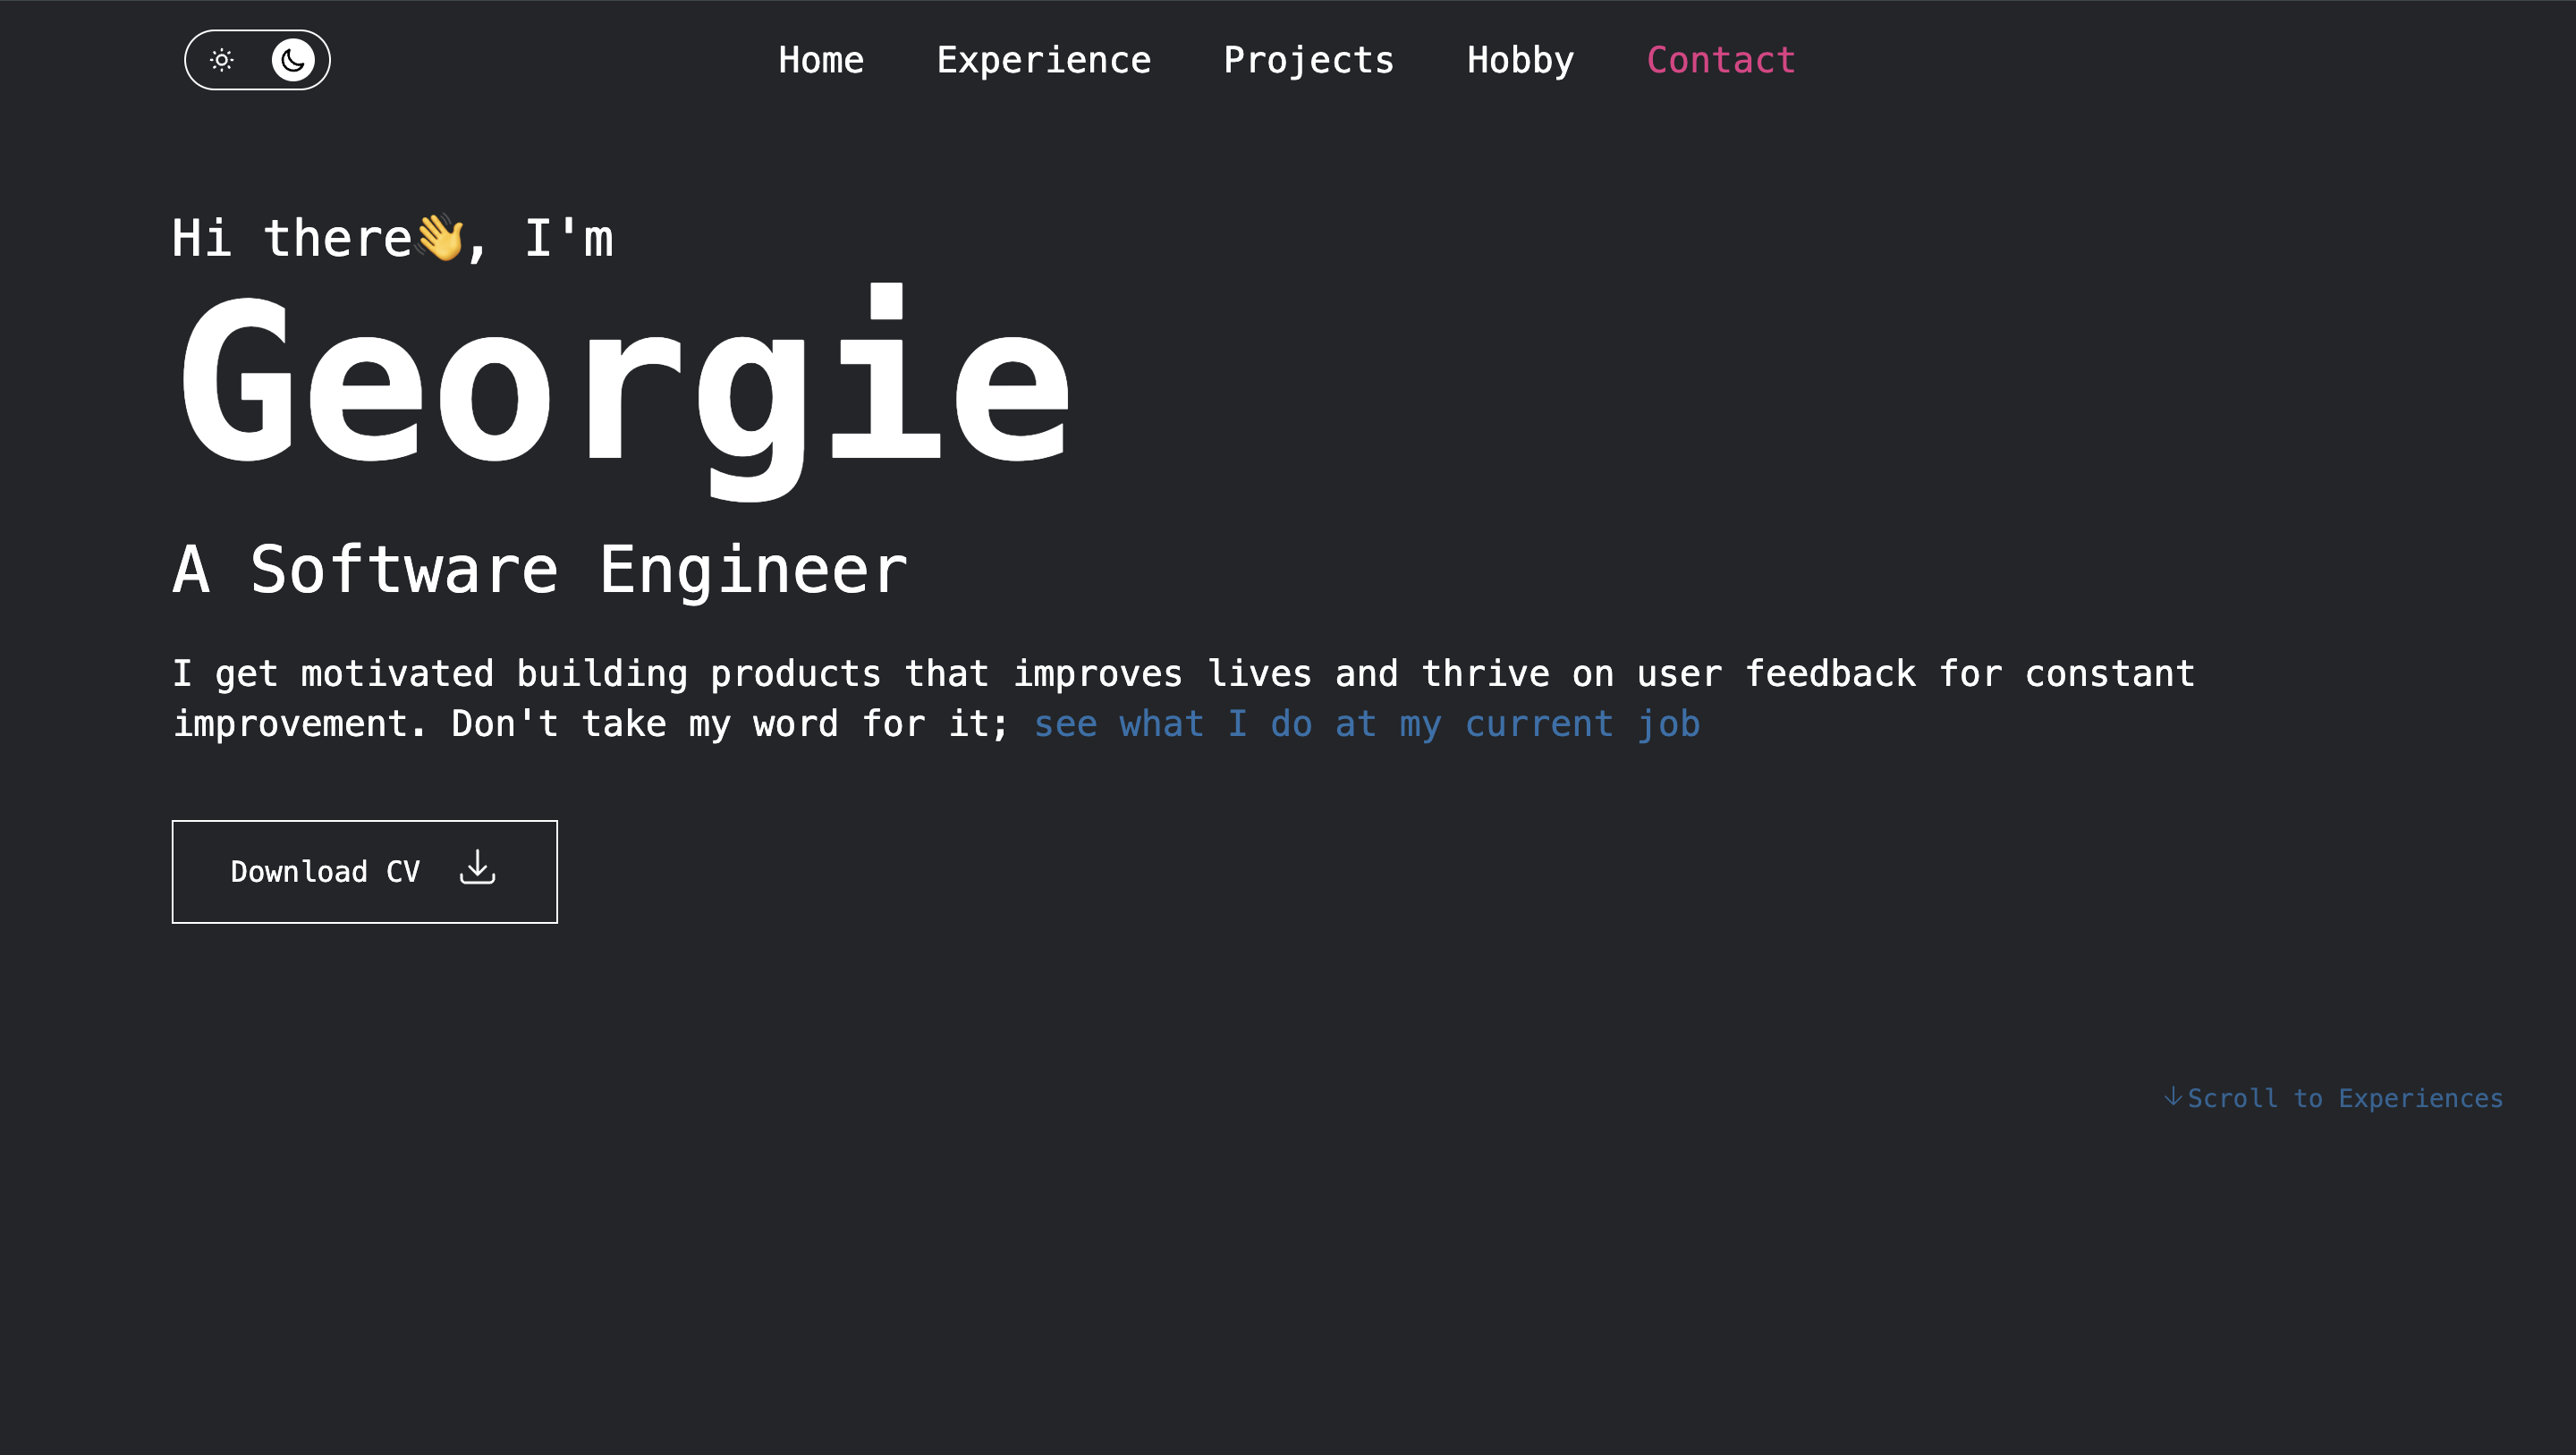 Home Experience Projects Hobby Contact
Hi there👋, I'm
Georgie
A Software Engineer
I get motivated building products that improves lives and thrive on user feedback for constant
improvement. Don't take my word for it; see what I do at my current job
Download CV
↓Scroll to Experiences